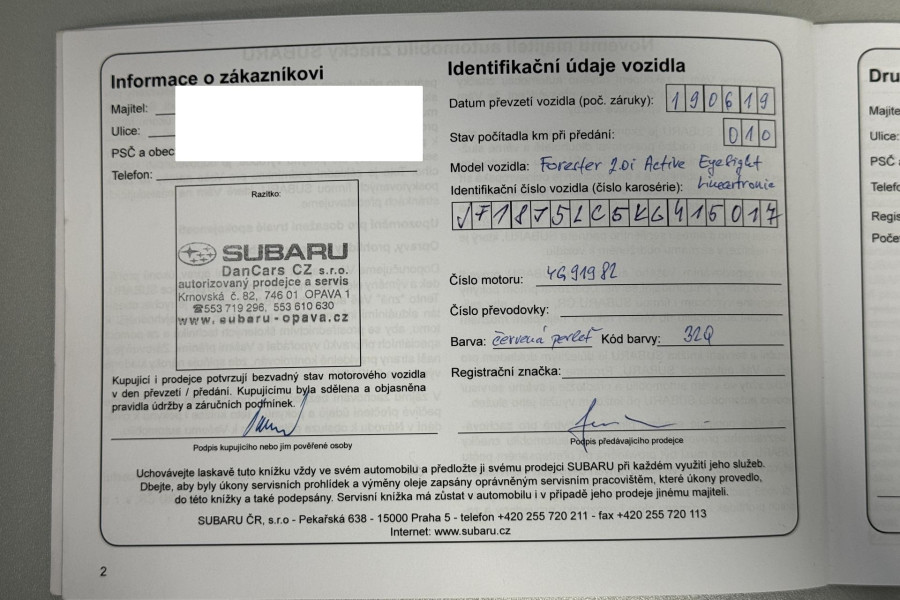 Informace o zákazníkovi
Majitel:
Ulice:
PSČ a obec
Telefon:
Razítko:
SUBARU
DanCars CZ s.r.o.
autorizovaný prodejce a servis
Krnovská č. 82, 746 01 OPAVA 1
☎553 719 296, 553 610 630
www.subaru-opava.cz
Kupující i prodejce potvrzují bezvadný stav motorového vozidla
v den převzetí / předání. Kupujícímu byla sdělena a objasněna
pravidla údržby a záručních podmínek.
Podpis kupujícího nebo jím pověřené osoby
Identifikační údaje vozidla
Datum převzetí vozidla (poč. záruky): 190619
Stav počítadla km při předání: 010
Model vozidla: Forester 2.0i Active EyeSight
Identifikační číslo vozidla (číslo karosérie): Lineartronic
JF1SJ5LC5KG415017
Číslo motoru: 4G91982
Číslo převodovky:
Barva: červená perleť Kód barvy: 32Q
Registrační značka:
Podpis předávajícího prodejce
Uchovávejte laskavě tuto knížku vždy ve svém automobilu a předložte ji svému prodejci SUBARU při každém využití jeho služeb.
Dbejte, aby byly úkony servisních prohlídek a výměny oleje zapsány oprávněným servisním pracovištěm, které úkony provedlo,
do této knížky a také podepsány. Servisní knížka má zůstat v automobilu i v případě jeho prodeje jinému majiteli.
SUBARU ČR, s.r.o - Pekařská 638 - 15000 Praha 5 - telefon +420 255 720 211 - fax +420 255 720 113
Internet: www.subaru.cz
2
Dru
Majite
Ulice:
PSČ a
Telefo
Regis
Poče